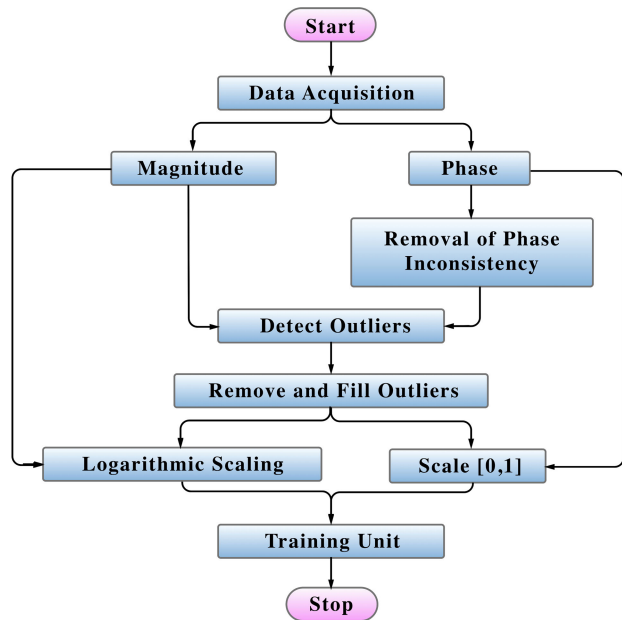 Start
Data Acquisition
Magnitude
Phase
Removal of Phase
Inconsistency
Detect Outliers
Remove and Fill Outliers
Logarithmic Scaling
Scale [0,1]
Training Unit
Stop